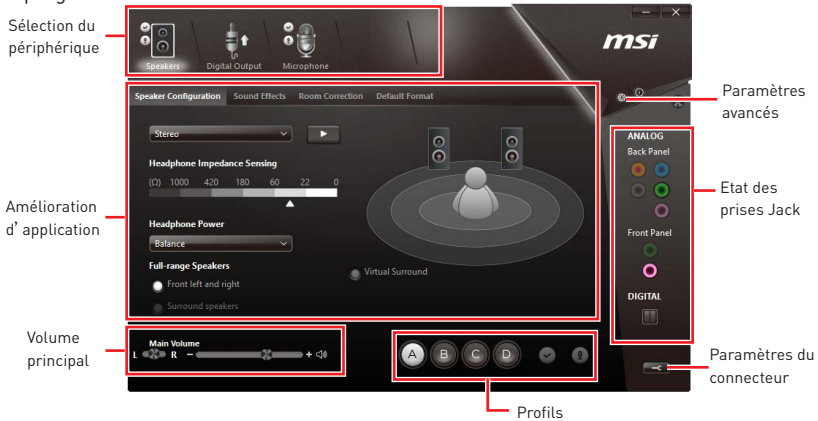 Sélection du
périphérique
Speakers
Digital Output
Microphone
msi
Paramètres
avancés
Speaker Configuration
Sound Effects
Room Correction
Default Format
Stereo
Headphone Impedance Sensing
(Ω) 1000 420 180 60 22 0
Headphone Power
Balance
Full-range Speakers
Front left and right
Surround speakers
Virtual Surround
Amélioration
d’application
ANALOG
Back Panel
Front Panel
DIGITAL
Etat des
prises Jack
Volume
principal
Main Volume
L R - +
A B C D
Profils
Paramètres du
connecteur